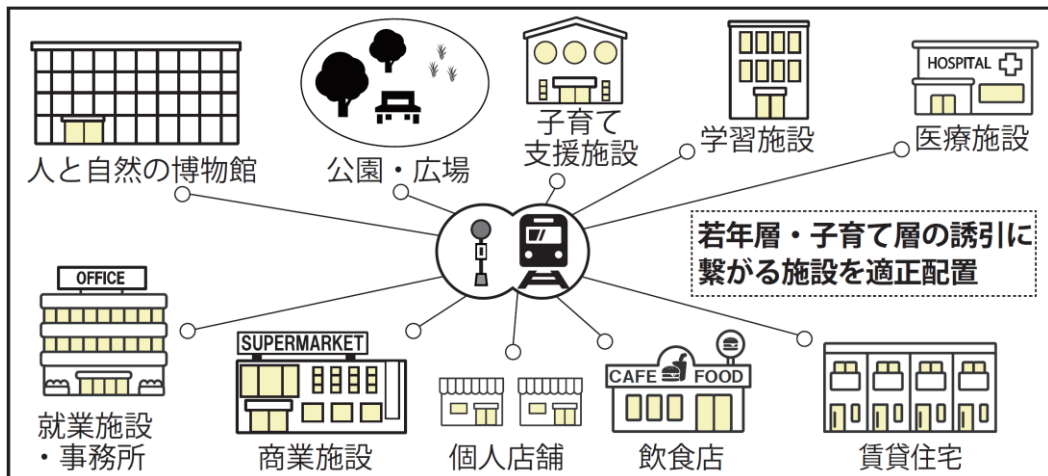 HOSPITAL
人と自然の博物館
公園・広場
子育て
支援施設
学習施設
医療施設
若年層・子育て層の誘引に
繋がる施設を適正配置
OFFICE
SUPERMARKET
CAFE FOOD
就業施設
・事務所
商業施設
個人店舗
飲食店
賃貸住宅